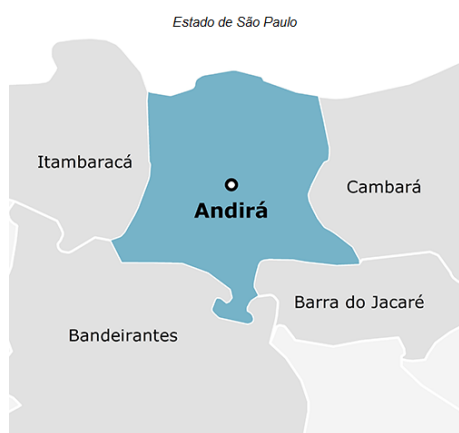 Estado de São Paulo
Itambaracá
Cambará
Andirá
Barra do Jacaré
Bandeirantes